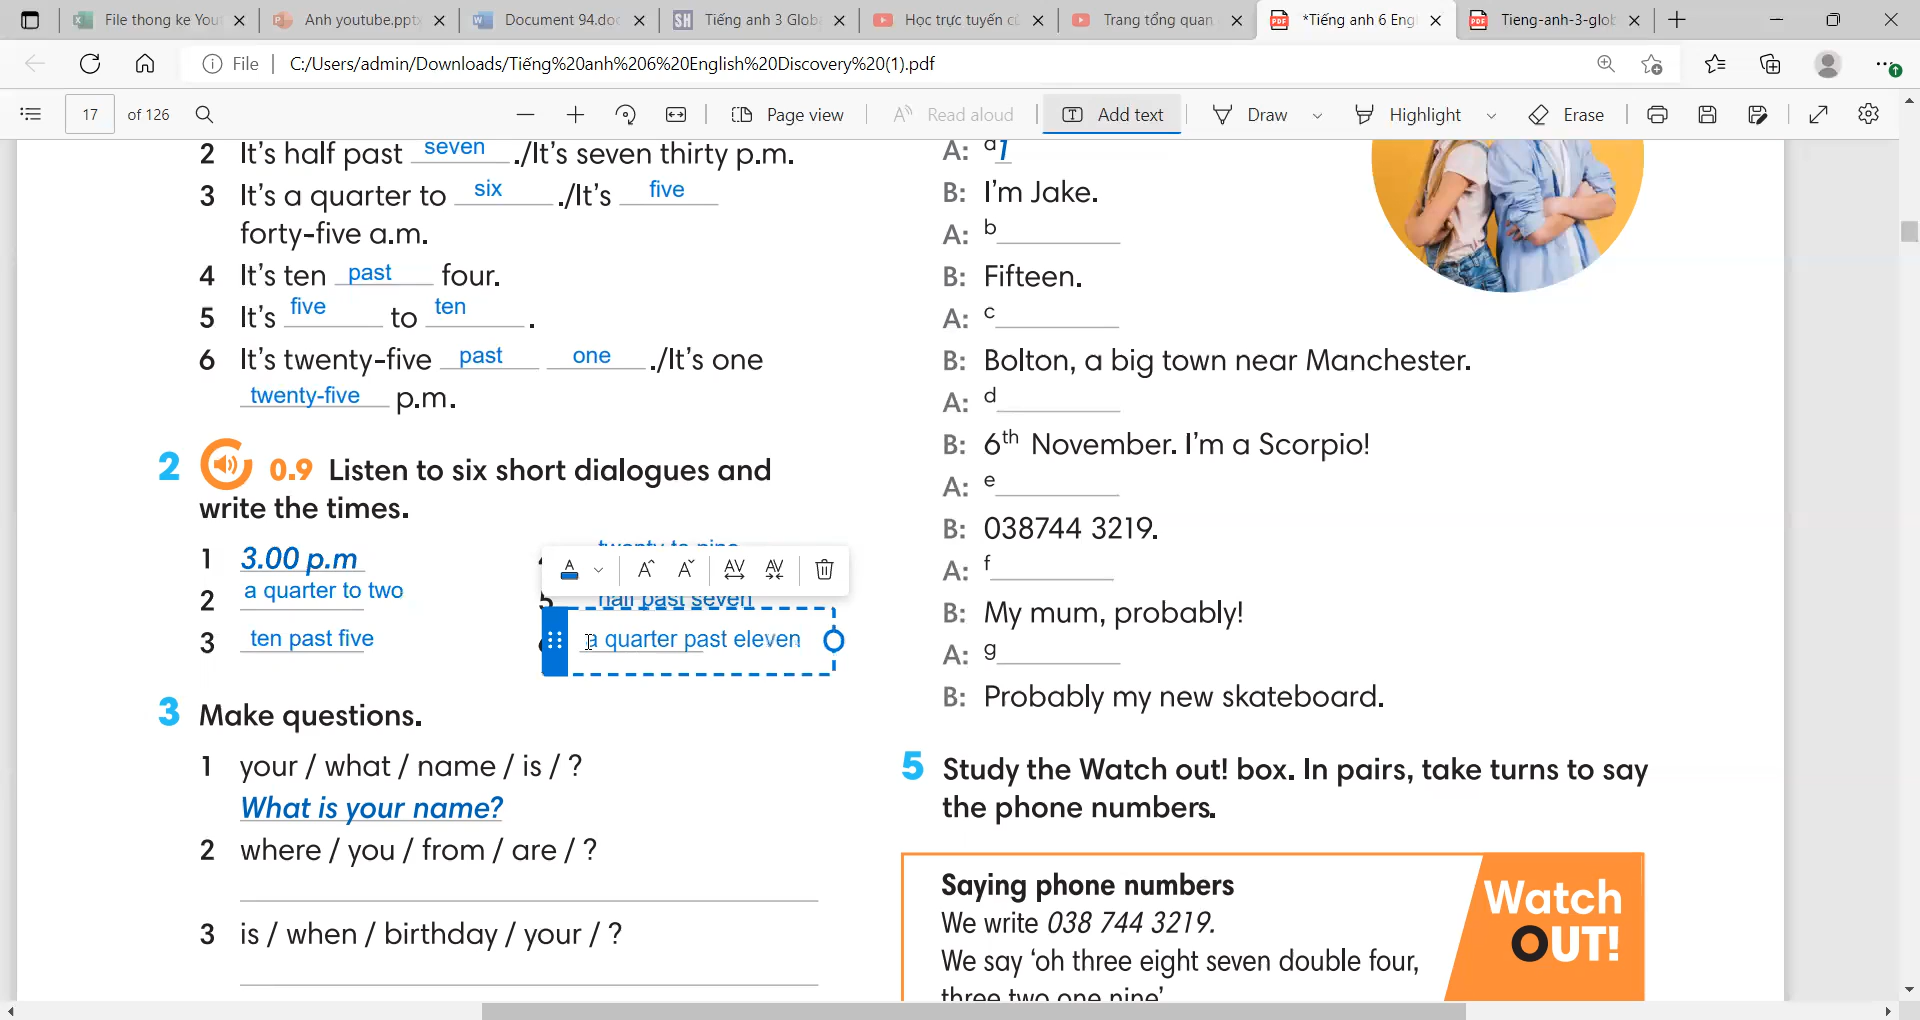 File thong ke You
Anh youtube.ppt
Document 94.doc
Tiếng anh 3 Glob
Học trực tuyến c
Trang tổng quan
*Tiếng anh 6 Engl
Tieng-anh-3-glob
File
C:/Users/admin/Downloads/Tiếng%20anh%206%20English%20Discovery%20(1).pdf
17 of 126
Page view
Read aloud
Add text
Draw
Highlight
Erase
2 It's half past seven ./It's seven thirty p.m.
3 It's a quarter to six ./It's five
forty-five a.m.
4 It's ten past four.
5 It's five to ten .
6 It's twenty-five past one ./It's one
twenty-five p.m.
2 0.9 Listen to six short dialogues and
write the times.
1 3.00 p.m
2 a quarter to two
3 ten past five
twenty to nine
5 half past seven
a quarter past eleven
3 Make questions.
1 your / what / name / is / ?
What is your name?
2 where / you / from / are / ?
3 is / when / birthday / your / ?
A: a 1
B: I'm Jake.
A: b
B: Fifteen.
A: c
B: Bolton, a big town near Manchester.
A: d
B: 6th November. I'm a Scorpio!
A: e
B: 038744 3219.
A: f
B: My mum, probably!
A: g
B: Probably my new skateboard.
5 Study the Watch out! box. In pairs, take turns to say
the phone numbers.
Saying phone numbers
We write 038 744 3219.
We say 'oh three eight seven double four,
three two one nine'
Watch
OUT!